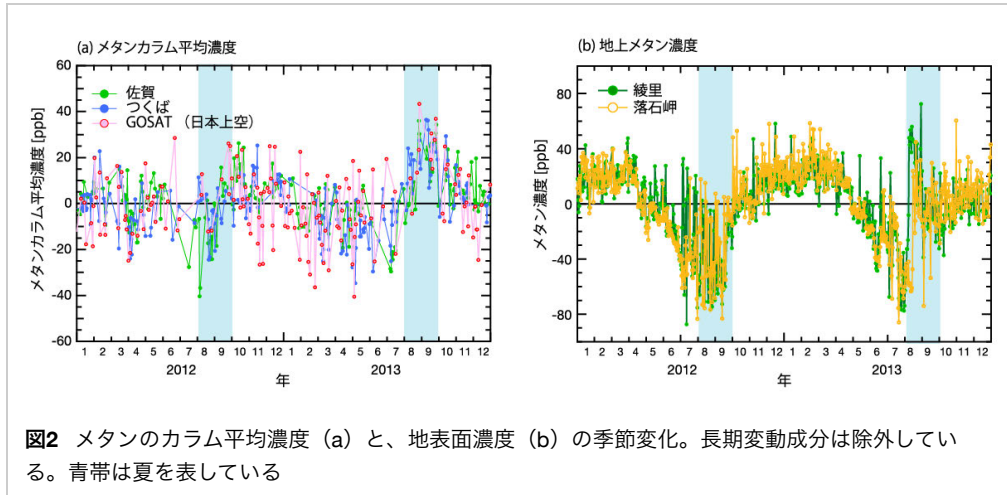 (a) メタンカラム平均濃度
メタンカラム平均濃度 [ppb]
60
40
20
0
-20
-40
-60
佐賀
つくば
GOSAT （日本上空）
1 2 3 4 5 6 7 8 9 10 11 12 1 2 3 4 5 6 7 8 9 10 11 12
2012 年 2013
(b) 地上メタン濃度
メタン濃度 [ppb]
80
40
0
-40
-80
綾里
落石岬
1 2 3 4 5 6 7 8 9 10 11 12 1 2 3 4 5 6 7 8 9 10 11 12
2012 年 2013
図2 メタンのカラム平均濃度（a）と、地表面濃度（b）の季節変化。長期変動成分は除外してい
る。青帯は夏を表している